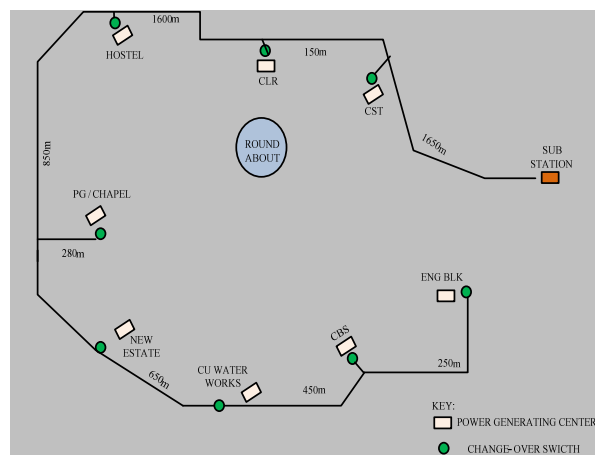 1600m
HOSTEL
150m
CLR
CST
1650m
SUB
STATION
ROUND
ABOUT
850m
PG / CHAPEL
280m
ENG BLK
NEW
ESTATE
CBS
CU WATER
WORKS
650m
450m
250m
KEY:
POWER GENERATING CENTER
CHANGE-OVER SWICTH